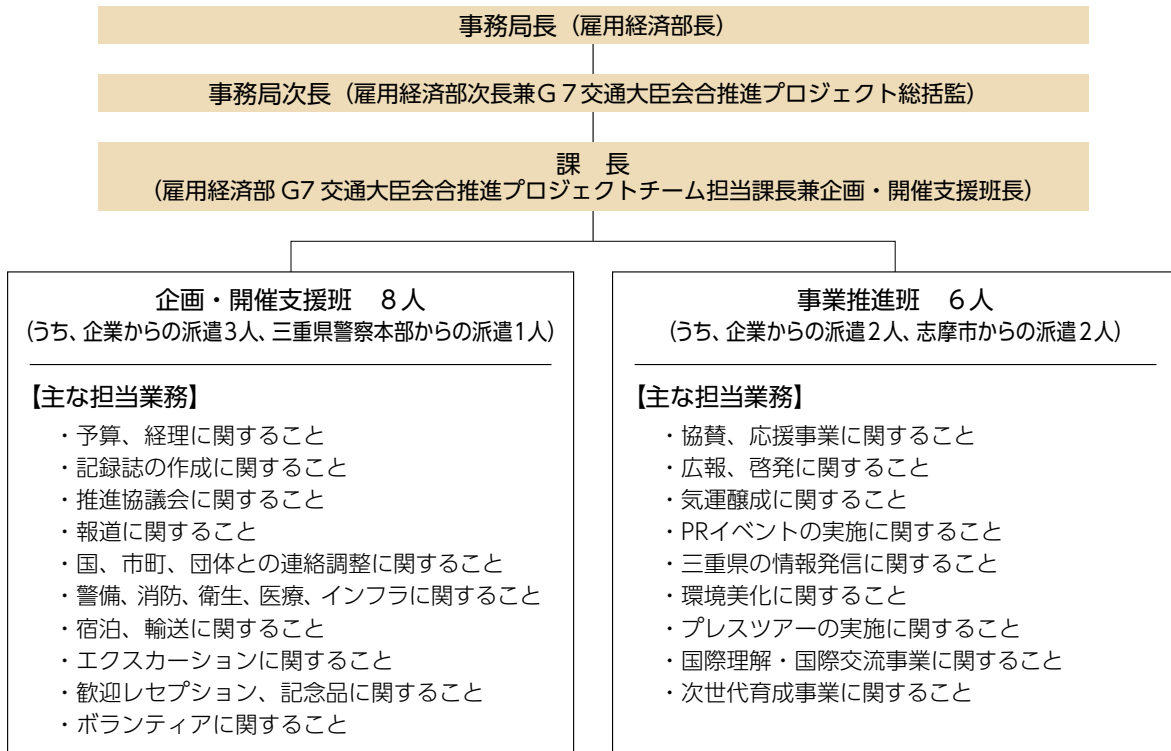 事務局長（雇用経済部長）
事務局次長（雇用経済部次長兼Ｇ７交通大臣会合推進プロジェクト総括監）
課　長
（雇用経済部 G7 交通大臣会合推進プロジェクトチーム担当課長兼企画・開催支援班長）
企画・開催支援班　８人
（うち、企業からの派遣３人、三重県警察本部からの派遣１人）
【主な担当業務】
・予算、経理に関すること
・記録誌の作成に関すること
・推進協議会に関すること
・報道に関すること
・国、市町、団体との連絡調整に関すること
・警備、消防、衛生、医療、インフラに関すること
・宿泊、輸送に関すること
・エクスカーションに関すること
・歓迎レセプション、記念品に関すること
・ボランティアに関すること
事業推進班　６人
（うち、企業からの派遣２人、志摩市からの派遣２人）
【主な担当業務】
・協賛、応援事業に関すること
・広報、啓発に関すること
・気運醸成に関すること
・PRイベントの実施に関すること
・三重県の情報発信に関すること
・環境美化に関すること
・プレスツアーの実施に関すること
・国際理解・国際交流事業に関すること
・次世代育成事業に関すること